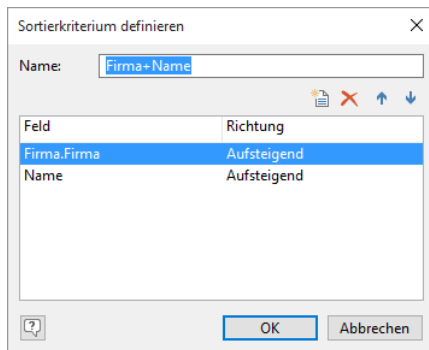 Sortierkriterium definieren
Name: Firma+Name
Feld Richtung
Firma.Firma Aufsteigend
Name Aufsteigend
? OK Abbrechen